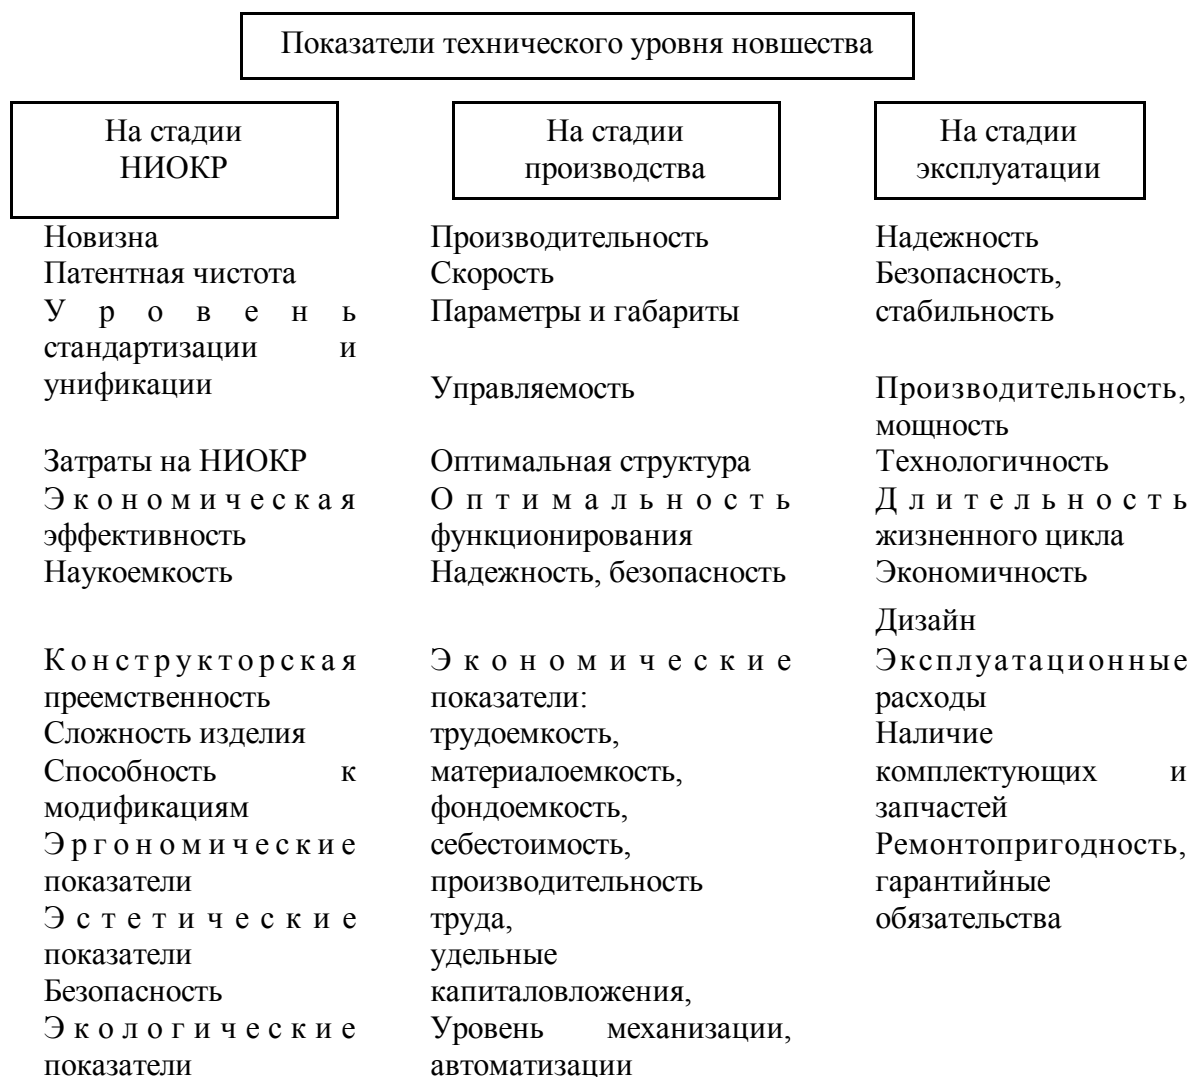 Показатели технического уровня новшества
На стадии
НИОКР
На стадии
производства
На стадии
эксплуатации
Новизна
Патентная чистота
Уровень
стандартизации и
унификации
Затраты на НИОКР
Экономическая
эффективность
Наукоемкость
Конструкторская
преемственность
Сложность изделия
Способность к
модификациям
Эргономические
показатели
Эстетические
показатели
Безопасность
Экологические
показатели
Производительность
Скорость
Параметры и габариты
Управляемость
Оптимальная структура
Оптимальность
функционирования
Надежность, безопасность
Экономические
показатели:
трудоемкость,
материалоемкость,
фондоемкость,
себестоимость,
производительность
труда,
удельные
капиталовложения,
Уровень механизации,
автоматизации
Надежность
Безопасность,
стабильность
Производительность,
мощность
Технологичность
Длительность
жизненного цикла
Экономичность
Дизайн
Эксплуатационные
расходы
Наличие
комплектующих и
запчастей
Ремонтопригодность,
гарантийные
обязательства